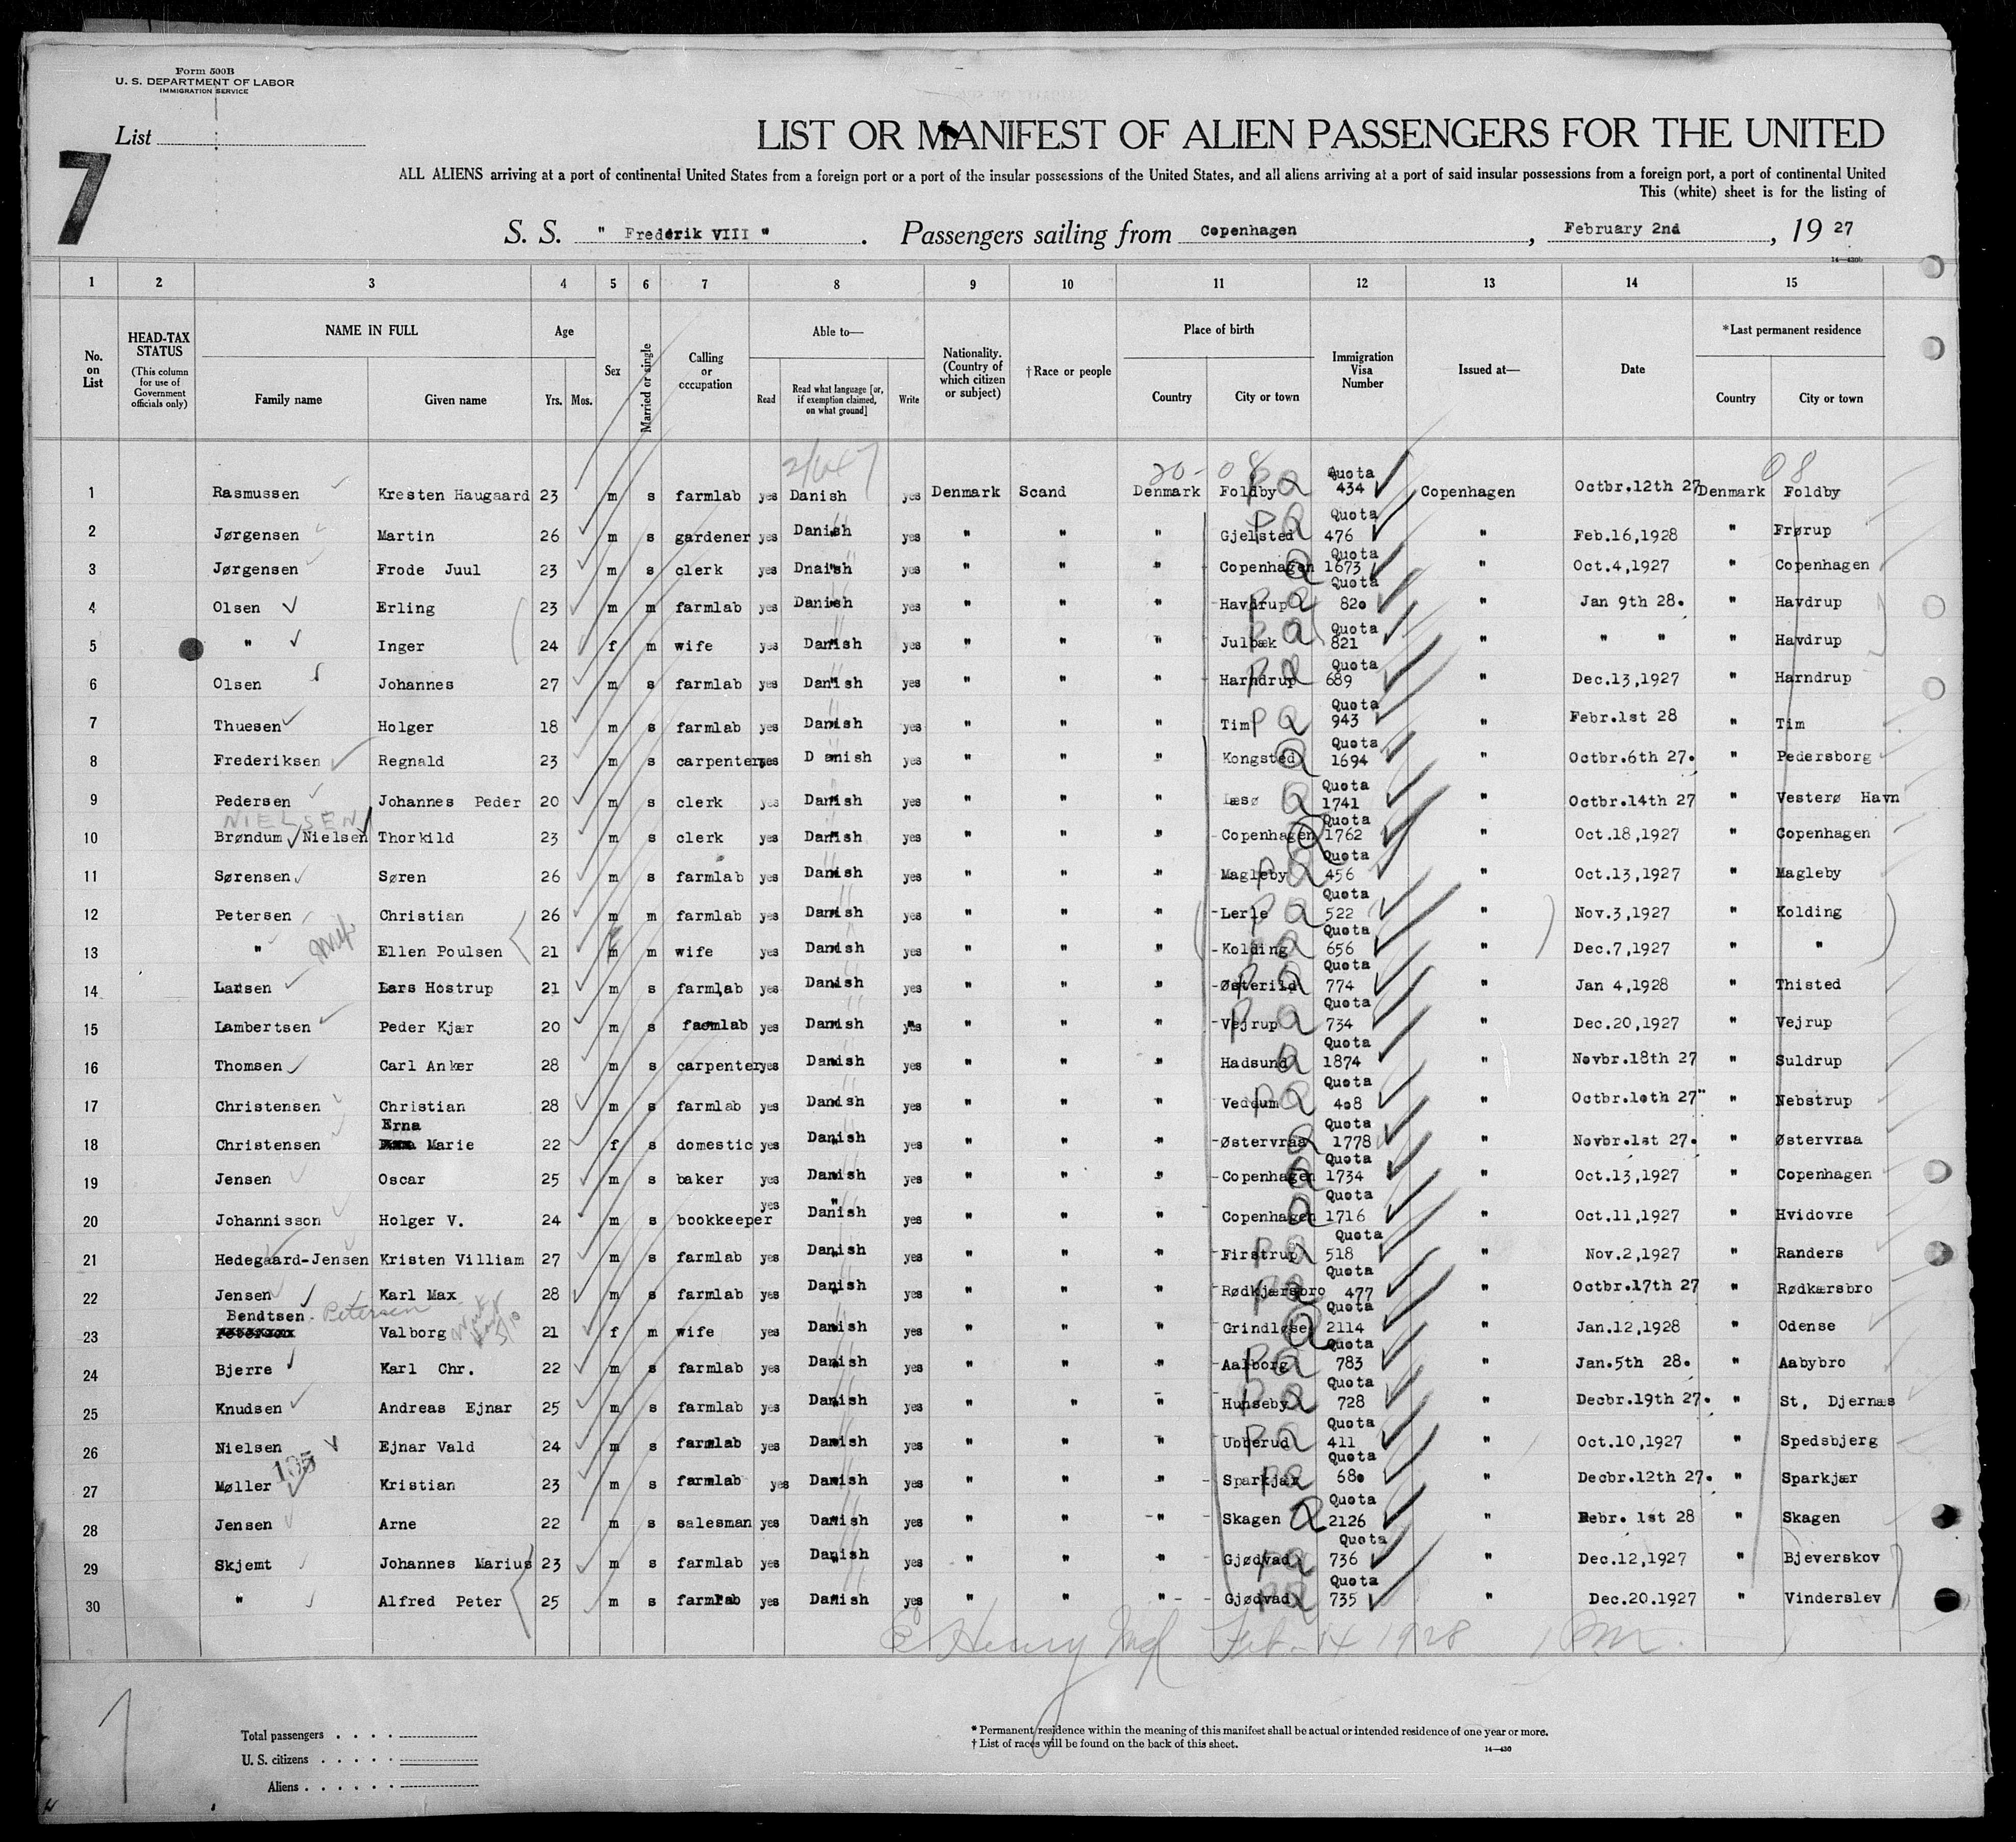 Form 500B
U. S. DEPARTMENT OF LABOR
IMMIGRATION SERVICE
List
7
LIST OR MANIFEST OF ALIEN PASSENGERS FOR THE UNITED
ALL ALIENS arriving at a port of continental United States from a foreign port or a port of the insular possessions of the United States, and all aliens arriving at a port of said insular possessions from a foreign port, a port of continental United
This (white) sheet is for the listing of
S. S. " Frederik VIII " . Passengers sailing from Copenhagen , February 2nd , 19 27
14—430b
1 2 3 4 5 6 7 8 9 10 11 12 13 14 15
No. on List
HEAD-TAX STATUS (This column for use of Government officials only)
NAME IN FULL Family name Given name
Age Yrs. Mos.
Sex
Married or single
Calling or occupation
Able to— Read Read what language [or, if exemption claimed, on what ground] Write
Nationality. (Country of which citizen or subject)
†Race or people
Place of birth Country City or town
Immigration Visa Number
Issued at—
Date
*Last permanent residence Country City or town
20-08 08
1 Rasmussen Kresten Haugaard 23 m s farmlab yes Danish yes Denmark Scand Denmark Foldby Quota 434 Copenhagen Octbr.12th 27 Denmark Foldby
2 Jørgensen Martin 26 m s gardener yes Danish yes " " " Gjelsted Quota 476 " Feb.16,1928 " Frørup
3 Jørgensen Frode Juul 23 m s clerk yes Dnaish yes " " " Copenhagen Quota 1673 " Oct.4,1927 " Copenhagen
4 Olsen Erling 23 m m farmlab yes Danish yes " " " Havdrup Quota 820 " Jan 9th 28. " Havdrup
5 " Inger 24 f m wife yes Danish yes " " " Julbæk Quota 821 " " " " Havdrup
6 Olsen Johannes 27 m s farmlab yes Danish yes " " " Harndrup Quota 689 " Dec.13,1927 " Harndrup
7 Thuesen Holger 18 m s farmlab yes Danish yes " " " Tim Quota 943 " Febr.1st 28 " Tim
8 Frederiksen Regnald 23 m s carpenter yes D anish yes " " " Kongsted Quota 1694 " Octbr.6th 27. " Pedersborg
9 Pedersen Johannes Peder 20 m s clerk yes Danish yes " " " Læsø Quota 1741 " Octbr.14th 27 " Vesterø Havn
NIELSEN
10 Brøndum Nielsen Thorkild 23 m s clerk yes Danish yes " " " Copenhagen Quota 1762 " Oct.18,1927 " Copenhagen
11 Sørensen Søren 26 m s farmlab yes Danish yes " " " Magleby Quota 456 " Oct.13,1927 " Magleby
12 Petersen Christian 26 m m farmlab yes Danish yes " " " Lerle Quota 522 " Nov.3,1927 " Kolding
13 " Ellen Poulsen 21 m m wife yes Danish yes " " " Kolding Quota 656 " Dec.7,1927 " "
14 Larsen Lars Hostrup 21 m s farmlab yes Danish yes " " " Østerild Quota 774 " Jan 4,1928 " Thisted
15 Lambertsen Peder Kjær 20 m s farmlab yes Danish yes " " " Vejrup Quota 734 " Dec.20,1927 " Vejrup
16 Thomsen Carl Anker 28 m s carpenter yes Danish yes " " " Hadsund Quota 1874 " Novbr.18th 27 " Suldrup
17 Christensen Christian 28 m s farmlab yes Danish yes " " " Veddum Quota 408 " Octbr.10th 27" " Nebstrup
18 Christensen Erna Marie 22 f s domestic yes Danish yes " " " Østervraa Quota 1778 " Novbr.1st 27. " Østervraa
19 Jensen Oscar 25 m s baker yes Danish yes " " " Copenhagen Quota 1734 " Oct.13,1927 " Copenhagen
20 Johannisson Holger V. 24 m s bookkeeper yes Danish yes " " " Copenhagen Quota 1716 " Oct.11,1927 " Hvidovre
21 Hedegaard-Jensen Kristen Villiam 27 m s farmlab yes Danish yes " " " Firstrup Quota 518 " Nov.2,1927 " Randers
22 Jensen Karl Max 28 m s farmlab yes Danish yes " " " Rødkjærsbro Quota 477 " Octbr.17th 27 " Rødkærsbro
23 Bendtsen Petersen Valborg 21 f m wife yes Danish yes " " " Grindløse Quota 2114 " Jan.12,1928 " Odense
24 Bjerre Karl Chr. 22 m s farmlab yes Danish yes " " " Aalborg Quota 783 " Jan.5th 28. " Aabybro
25 Knudsen Andreas Ejnar 25 m s farmlab yes Danish yes " " " Hunseby Quota 728 " Decbr.19th 27. " St. Djernæs
26 Nielsen Ejnar Vald 24 m s farmlab yes Danish yes " " " Ubberud Quota 411 " Oct.10,1927 " Spedsbjerg
105
27 Møller Kristian 23 m s farmlab yes Danish yes " " " Sparkjær Quota 680 " Decbr.12th 27. " Sparkjær
28 Jensen Arne 22 m s salesman yes Danish yes " " " Skagen Quota 2126 " Febr. 1st 28 " Skagen
29 Skjemt Johannes Marius 23 m s farmlab yes Danish yes " " " Gjødvad Quota 736 " Dec.12,1927 " Bjeverskov
30 " Alfred Peter 25 m s farmlab yes Danish yes " " " Gjødvad Quota 735 " Dec.20.1927 " Vinderslev
Henry Feb. 14 1928
Total passengers
U. S. citizens
Aliens
* Permanent residence within the meaning of this manifest shall be actual or intended residence of one year or more.
† List of races will be found on the back of this sheet.
14—430